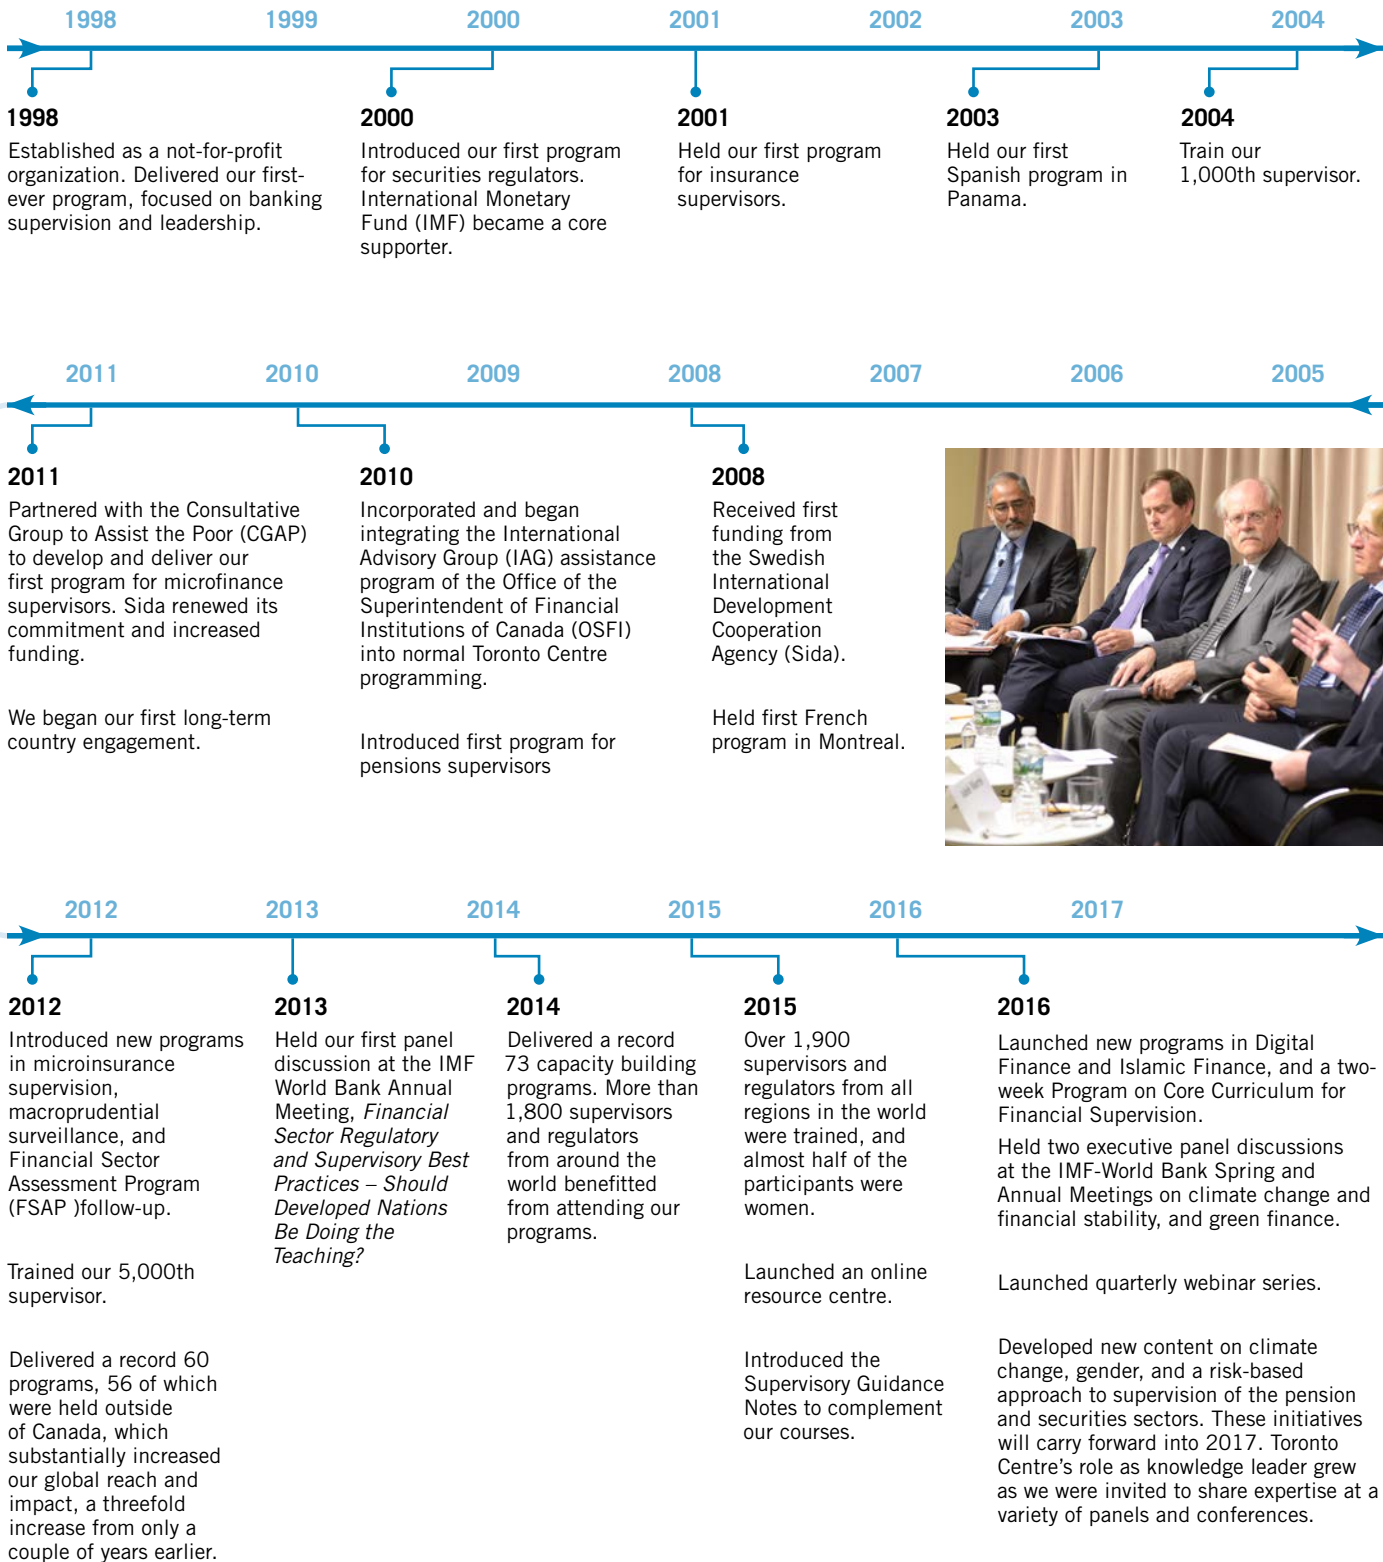 1998 1999 2000 2001 2002 2003 2004
1998
Established as a not-for-profit
organization. Delivered our first-
ever program, focused on banking
supervision and leadership.
2000
Introduced our first program
for securities regulators.
International Monetary
Fund (IMF) became a core
supporter.
2001
Held our first program
for insurance
supervisors.
2003
Held our first
Spanish program in
Panama.
2004
Train our
1,000th supervisor.
2011 2010 2009 2008 2007 2006 2005
2011
Partnered with the Consultative
Group to Assist the Poor (CGAP)
to develop and deliver our
first program for microfinance
supervisors. Sida renewed its
commitment and increased
funding.
We began our first long-term
country engagement.
2010
Incorporated and began
integrating the International
Advisory Group (IAG) assistance
program of the Office of the
Superintendent of Financial
Institutions of Canada (OSFI)
into normal Toronto Centre
programming.
Introduced first program for
pensions supervisors
2008
Received first
funding from
the Swedish
International
Development
Cooperation
Agency (Sida).
Held first French
program in Montreal.
2012 2013 2014 2015 2016 2017
2012
Introduced new programs
in microinsurance
supervision,
macroprudential
surveillance, and
Financial Sector
Assessment Program
(FSAP )follow-up.
Trained our 5,000th
supervisor.
Delivered a record 60
programs, 56 of which
were held outside
of Canada, which
substantially increased
our global reach and
impact, a threefold
increase from only a
couple of years earlier.
2013
Held our first panel
discussion at the IMF
World Bank Annual
Meeting, Financial
Sector Regulatory
and Supervisory Best
Practices – Should
Developed Nations
Be Doing the
Teaching?
2014
Delivered a record
73 capacity building
programs. More than
1,800 supervisors
and regulators
from around the
world benefitted
from attending our
programs.
2015
Over 1,900
supervisors and
regulators from all
regions in the world
were trained, and
almost half of the
participants were
women.
Launched an online
resource centre.
Introduced the
Supervisory Guidance
Notes to complement
our courses.
2016
Launched new programs in Digital
Finance and Islamic Finance, and a two-
week Program on Core Curriculum for
Financial Supervision.
Held two executive panel discussions
at the IMF-World Bank Spring and
Annual Meetings on climate change and
financial stability, and green finance.
Launched quarterly webinar series.
Developed new content on climate
change, gender, and a risk-based
approach to supervision of the pension
and securities sectors. These initiatives
will carry forward into 2017. Toronto
Centre’s role as knowledge leader grew
as we were invited to share expertise at a
variety of panels and conferences.